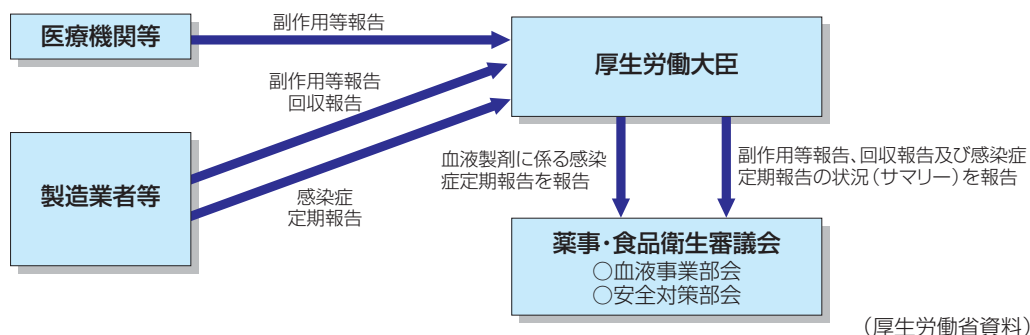 医療機関等
副作用等報告
厚生労働大臣
副作用等報告
回収報告
製造業者等
感染症
定期報告
血液製剤に係る感染
症定期報告を報告
副作用等報告、回収報告及び感染症
定期報告の状況（サマリー）を報告
薬事・食品衛生審議会
○血液事業部会
○安全対策部会
（厚生労働省資料）